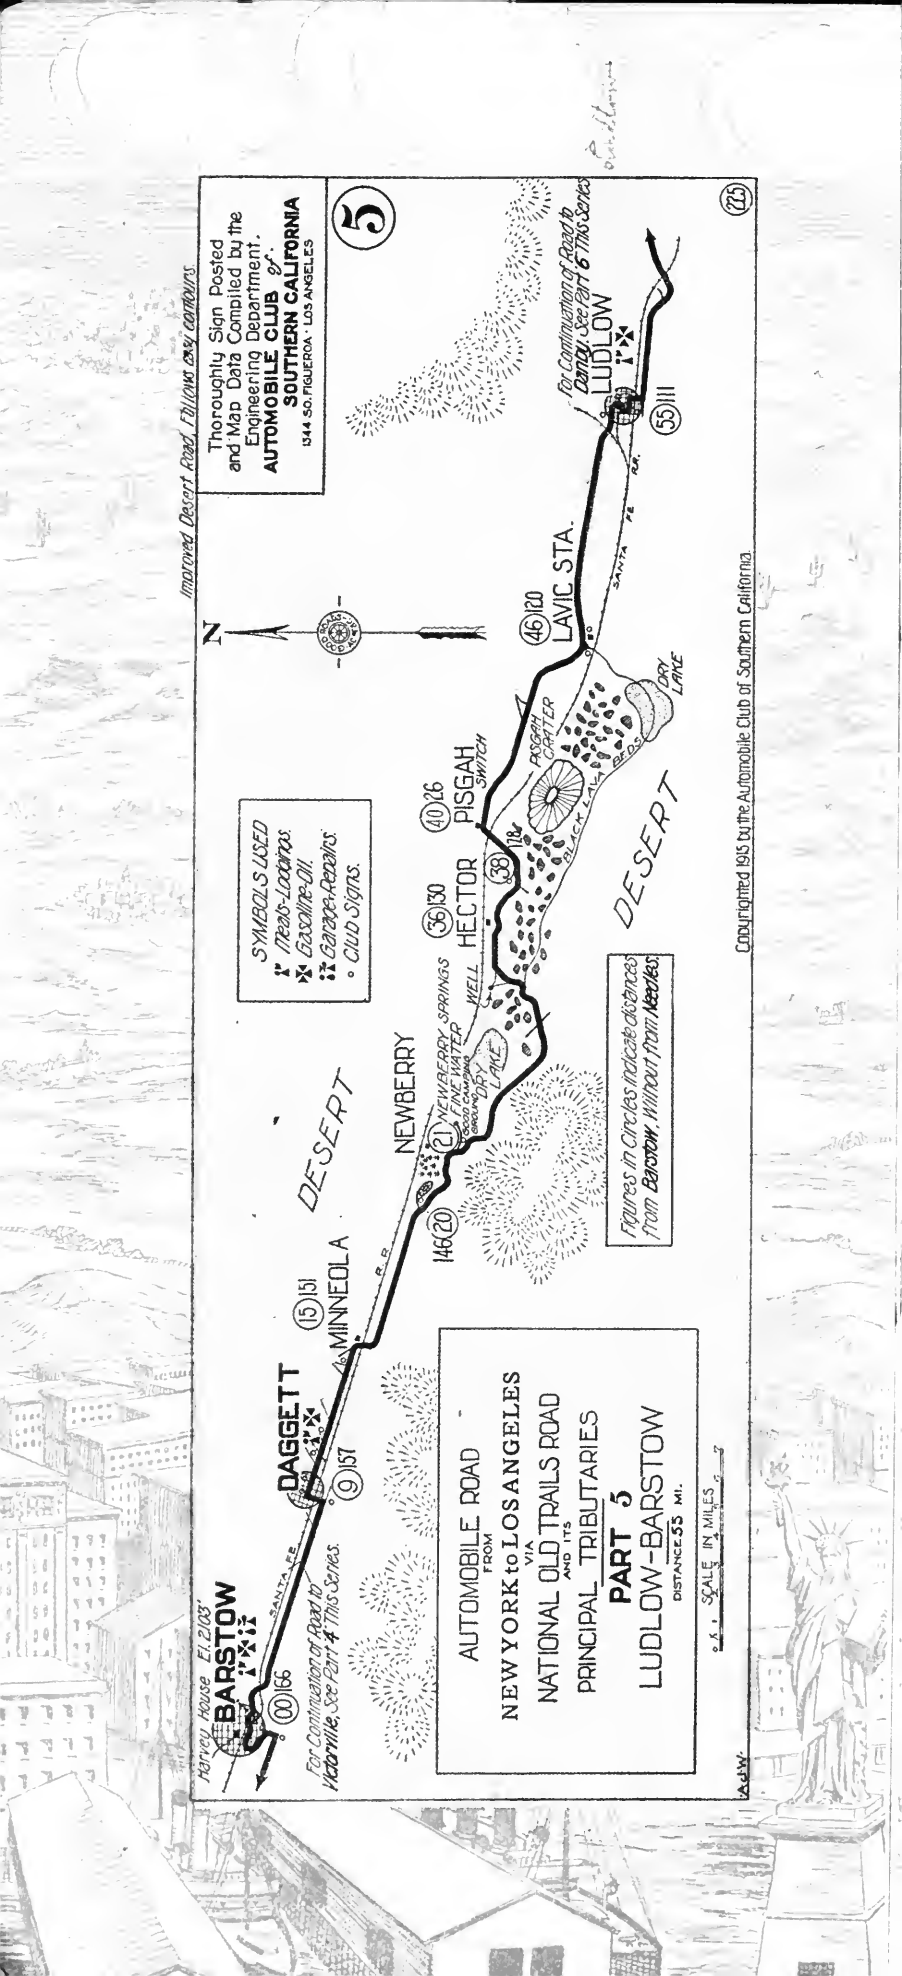 Improved Desert Road, Follows easy contours.
Thoroughly Sign Posted
and Map Data Compiled by the
Engineering Department,
AUTOMOBILE CLUB of
SOUTHERN CALIFORNIA
1344 SO. FIGUEROA - LOS ANGELES
5
225
N
GOOD ROADS
SYMBOLS USED
Meals-Lodgings.
Gasoline-Oil.
Garage-Repairs.
Club Signs.
Harvey House El. 2103'
BARSTOW
00 166
For Continuation of Road to
Victorville, See Part 4 This Series.
SANTA FE
DAGGETT
9 157
15 151
MINNEOLA
R.R.
DESERT
146 20
NEWBERRY
21
NEWBERRY SPRINGS
FINE WATER
GOOD CAMPING
GROUND
DRY
LAKE
WELL
36 130
HECTOR
38 128
40 26
PISGAH
SWITCH
PISGAH
CRATER
BLACK LAVA BEDS
DESERT
DRY
LAKE
46 120
LAVIC STA.
SANTA FE R.R.
For Continuation of Road to
Danby, See Part 6 This Series
LUDLOW
55 111
Figures in Circles indicate distances
from Barstow, Without from Needles.
AUTOMOBILE ROAD
FROM
NEW YORK to LOS ANGELES
VIA
NATIONAL OLD TRAILS ROAD
AND ITS
PRINCIPAL TRIBUTARIES
PART 5
LUDLOW-BARSTOW
DISTANCE 55 MI.
SCALE IN MILES
A.J.W.
Copyrighted 1915 by the Automobile Club of Southern California.